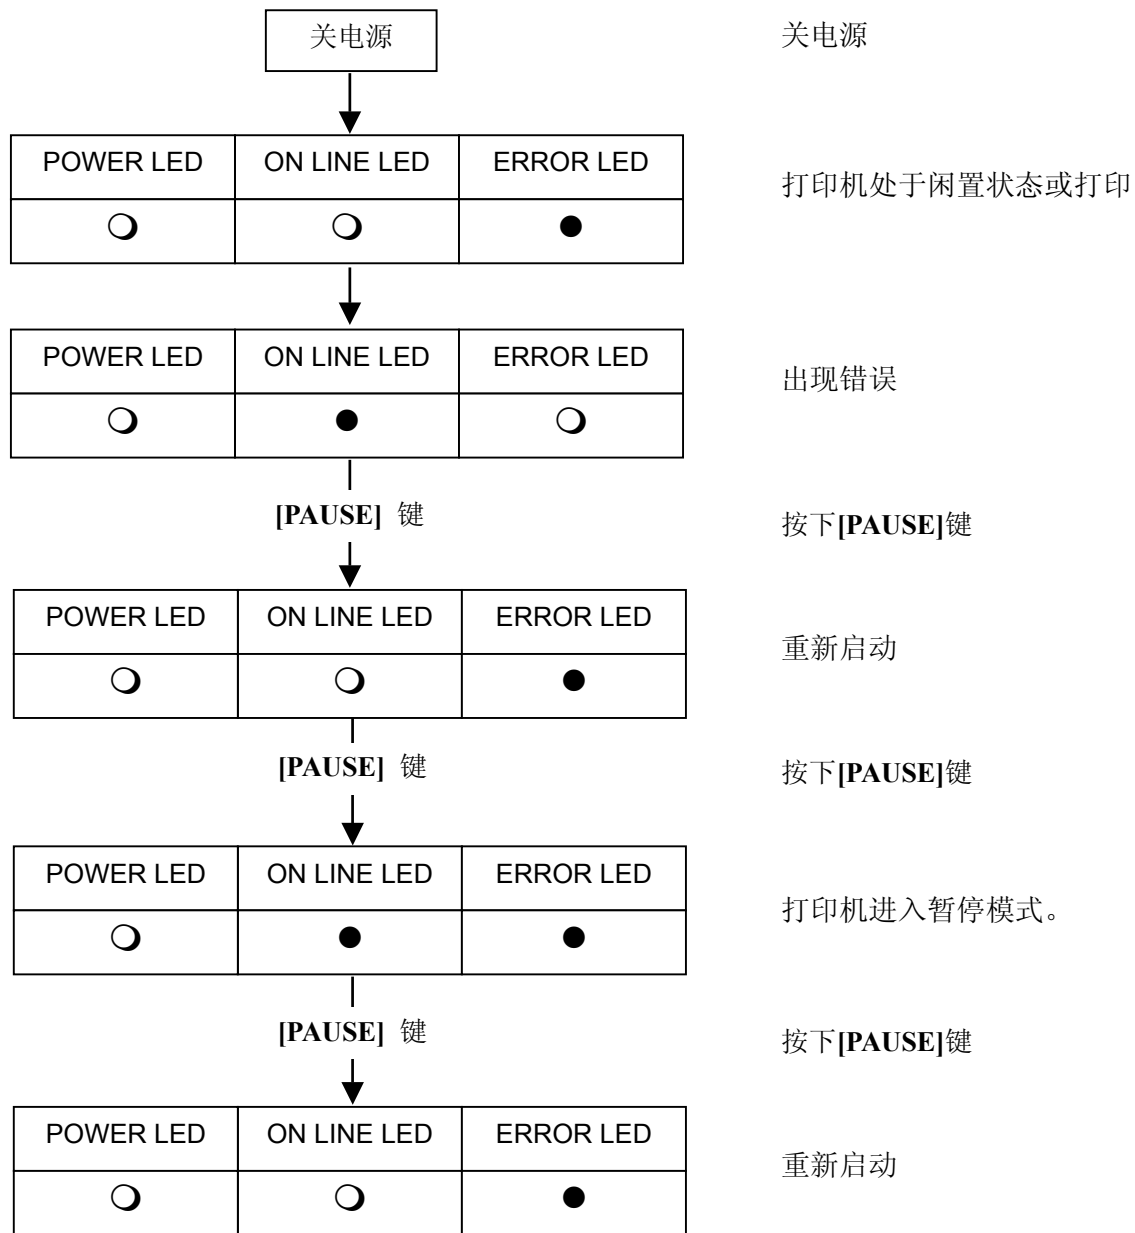 关电源
关电源
POWER LED ON LINE LED ERROR LED
打印机处于闲置状态或打印
❍ ❍ ●
POWER LED ON LINE LED ERROR LED
出现错误
❍ ● ❍
[PAUSE] 键
按下[PAUSE]键
POWER LED ON LINE LED ERROR LED
重新启动
❍ ❍ ●
[PAUSE] 键
按下[PAUSE]键
POWER LED ON LINE LED ERROR LED
打印机进入暂停模式。
❍ ● ●
[PAUSE] 键
按下[PAUSE]键
POWER LED ON LINE LED ERROR LED
重新启动
❍ ❍ ●